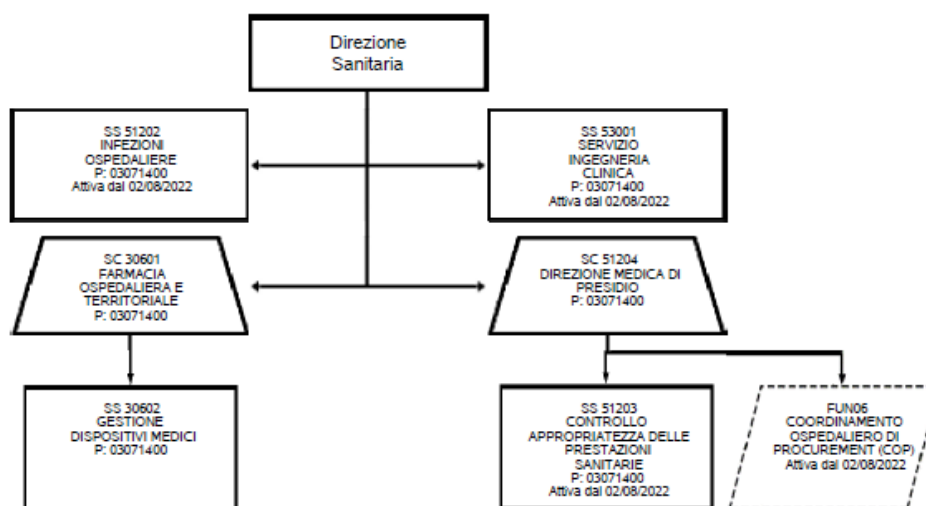 Direzione
Sanitaria
SS 51202
INFEZIONI
OSPEDALIERE
P: 03071400
Attiva dal 02/08/2022
SS 53001
SERVIZIO
INGEGNERIA
CLINICA
P: 03071400
Attiva dal 02/08/2022
SC 30601
FARMACIA
OSPEDALIERA E
TERRITORIALE
P: 03071400
SC 51204
DIREZIONE MEDICA DI
PRESIDIO
P: 03071400
SS 30602
GESTIONE
DISPOSITIVI MEDICI
P: 03071400
SS 51203
CONTROLLO
APPROPRIATEZZA DELLE
PRESTAZIONI
SANITARIE
P: 03071400
Attiva dal 02/08/2022
FUN06
COORDINAMENTO
OSPEDALIERO DI
PROCUREMENT (COP)
Attiva dal 02/08/2022